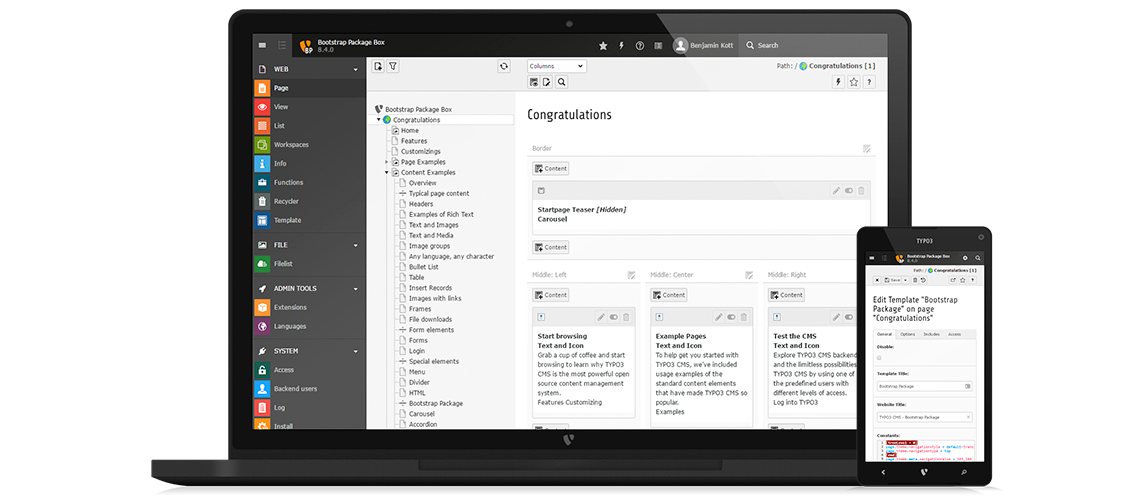 Bootstrap Package Box
8.4.0
Benjamin Kott
Search
WEB
Page
View
List
Workspaces
Info
Functions
Recycler
Template
FILE
Filelist
ADMIN TOOLS
Extensions
Languages
SYSTEM
Access
Backend users
Log
Install
Bootstrap Package Box
Congratulations
Home
Features
Customizings
Page Examples
Content Examples
Overview
Typical page content
Headers
Examples of Rich Text
Text and Images
Text and Media
Image groups
Any language, any character
Bullet List
Table
Insert Records
Images with links
Frames
File downloads
Form elements
Forms
Login
Special elements
Menu
Divider
HTML
Bootstrap Package
Carousel
Accordion
Columns
Path: / Congratulations [1]
Congratulations
Border
Content
Startpage Teaser [Hidden]
Carousel
Content
Middle: Left
Content
Start browsing
Text and Icon
Grab a cup of coffee and start
browsing to learn why TYPO3
CMS is the most powerful open
source content management
system.
Features Customizing
Middle: Center
Content
Example Pages
Text and Icon
To help get you started with
TYPO3 CMS, we've included
usage examples of the
standard content elements
that have made TYPO3 CMS so
popular.
Examples
Middle: Right
Content
Test the CMS
Text and Icon
Explore TYPO3 CMS backend
and the limitless possibilities
TYPO3 CMS by using one of
the predefined users with
different levels of access.
Log into TYPO3
TYPO3
Bootstrap Package Box
8.4.0
Path: / Congratulations [1]
Save
Edit Template "Bootstrap
Package" on page
"Congratulations"
General Options Includes Access
Disable:
Template Title:
Bootstrap Package
Website Title:
TYPO3 CMS - Bootstrap Package
Constants: